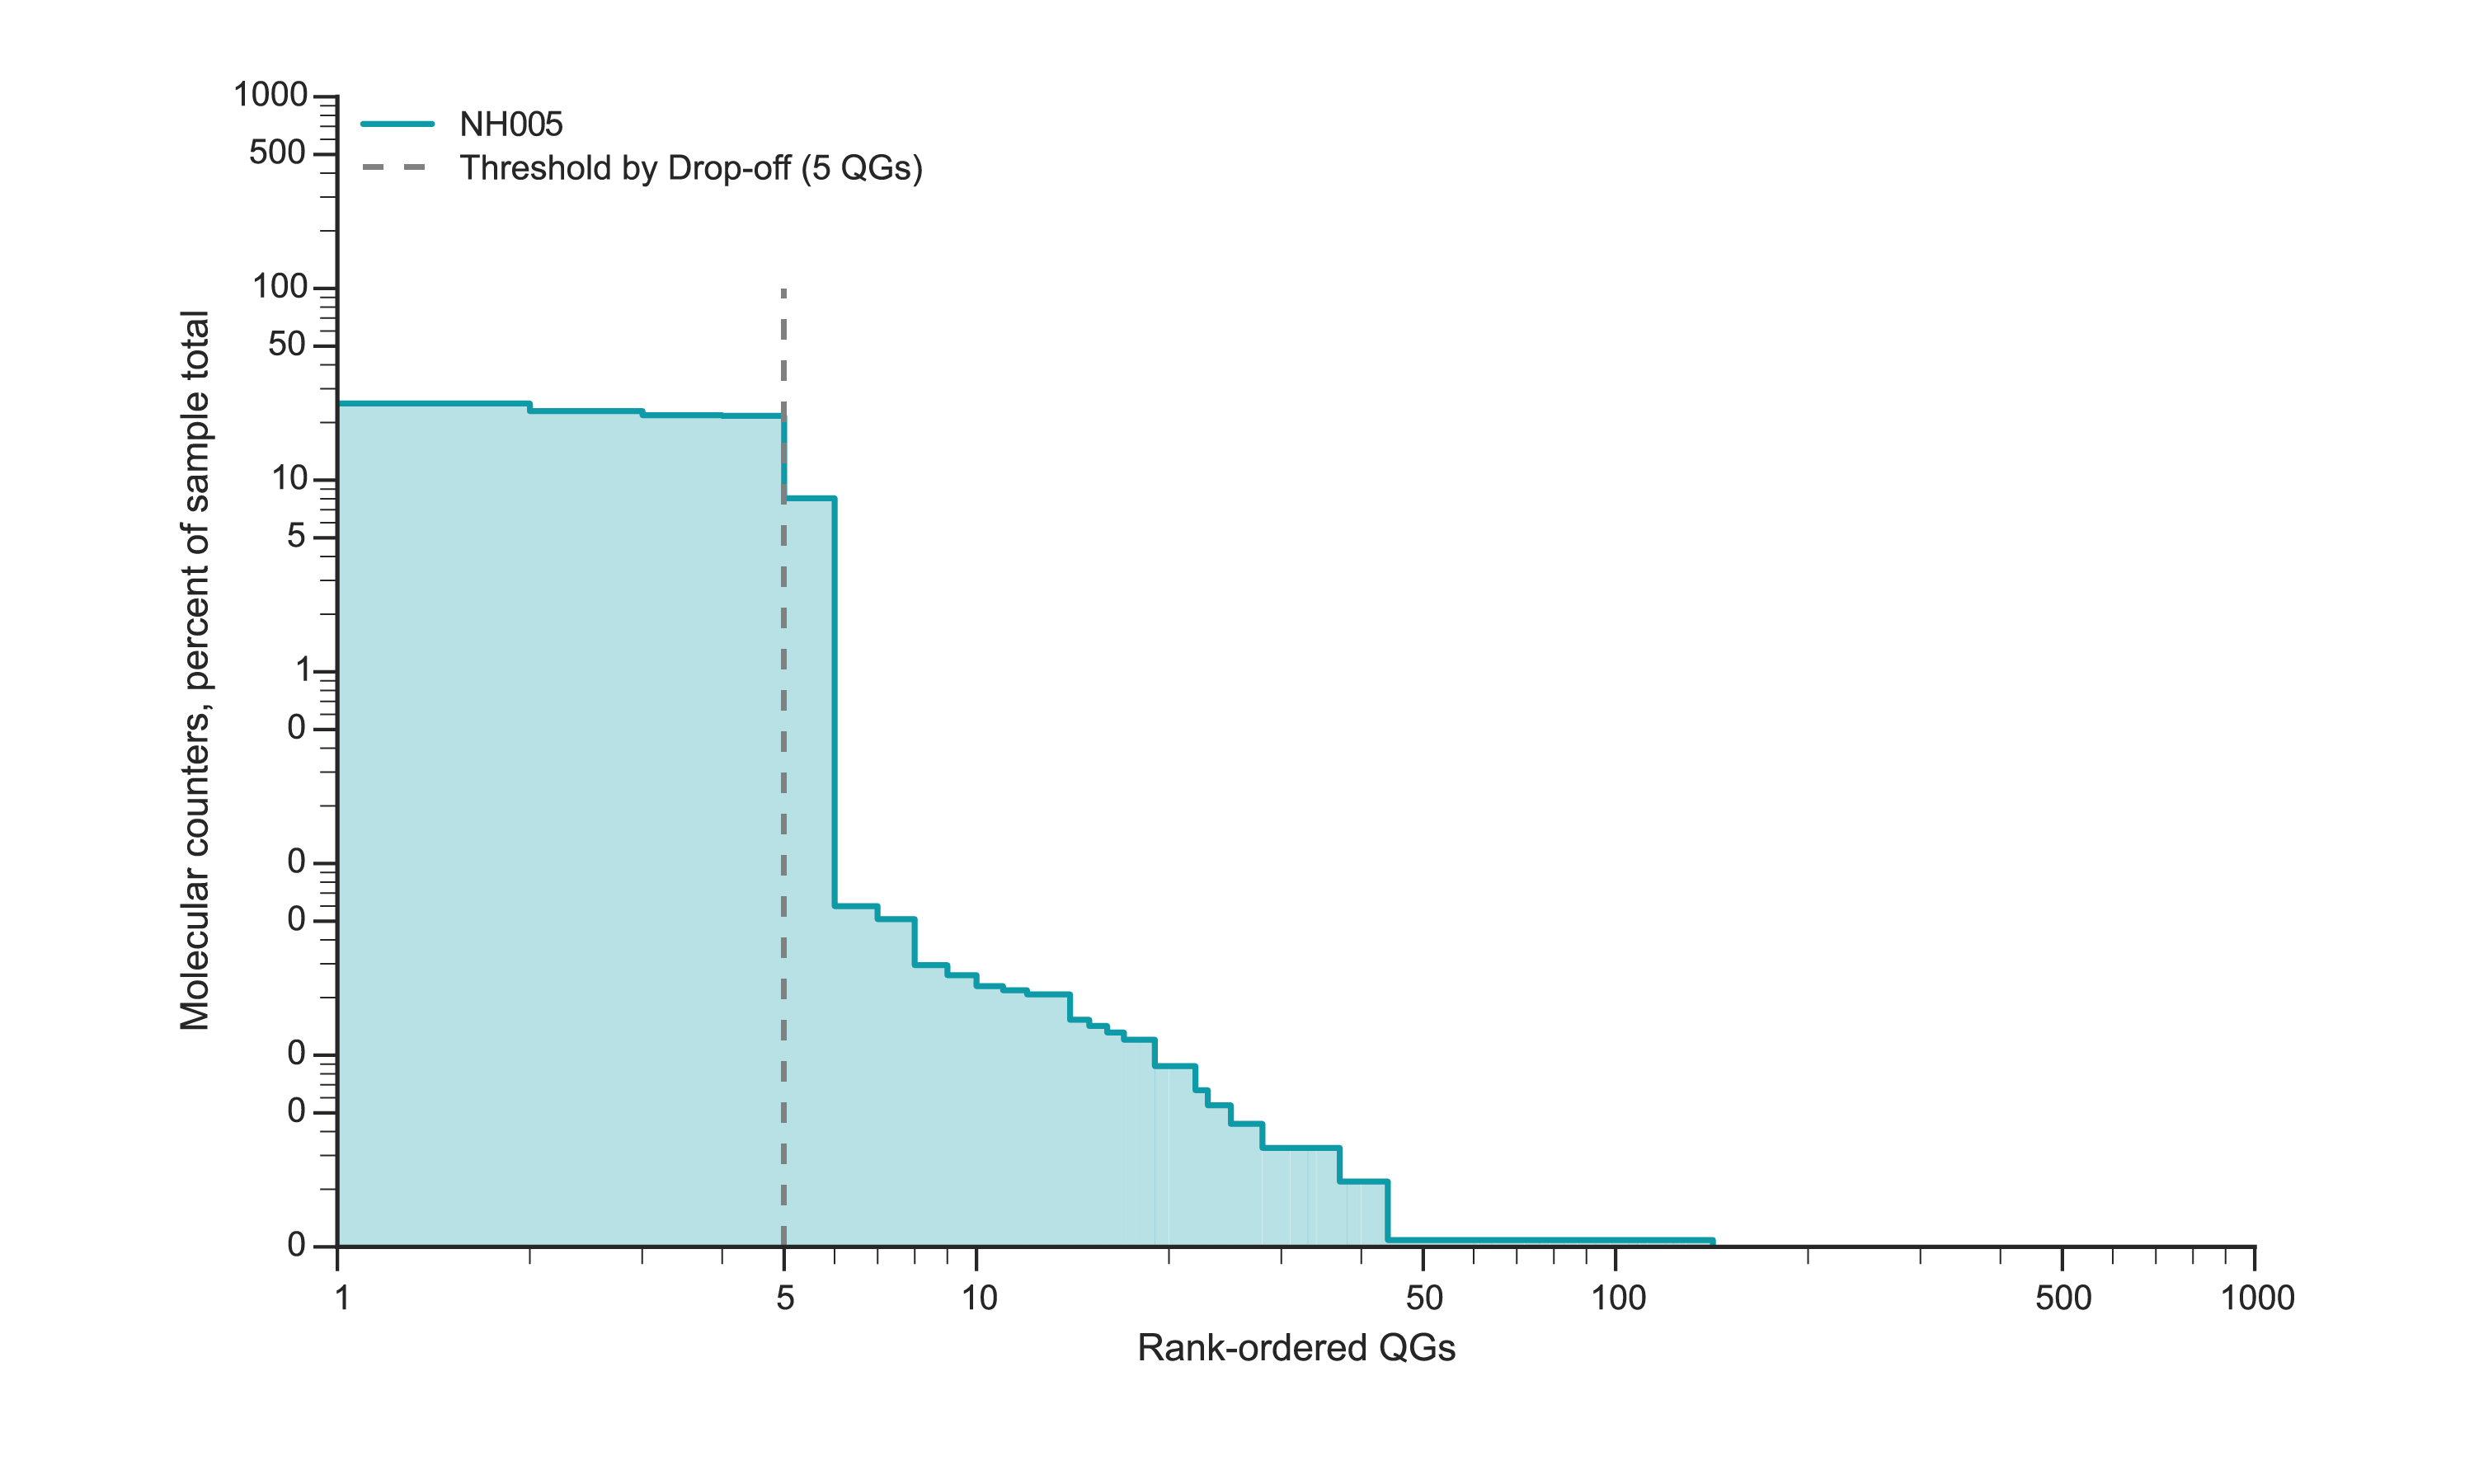 1000
500
100
50
10
5
1
0
0
0
0
0
0
Molecular counters, percent of sample total
NH005
Threshold by Drop-off (5 QGs)
1 5 10 50 100 500 1000
Rank-ordered QGs